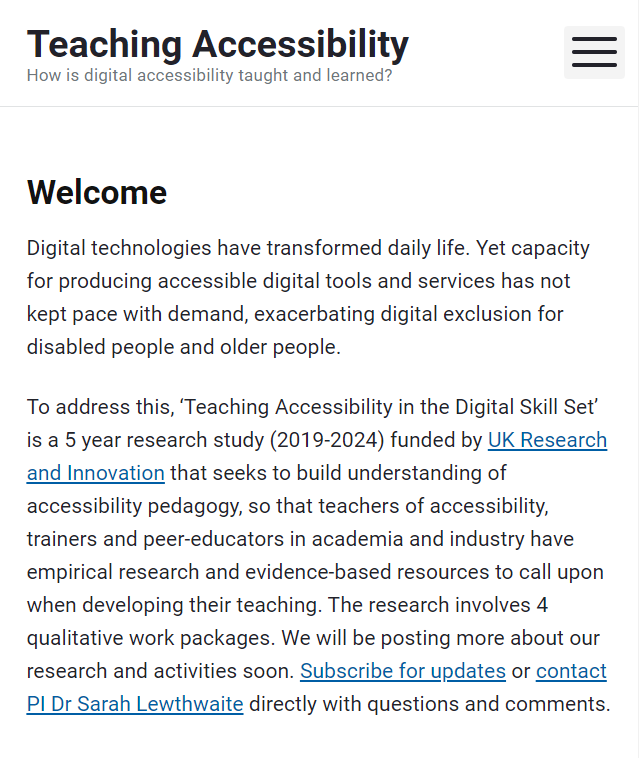 Teaching Accessibility
How is digital accessibility taught and learned?
Welcome
Digital technologies have transformed daily life. Yet capacity
for producing accessible digital tools and services has not
kept pace with demand, exacerbating digital exclusion for
disabled people and older people.
To address this, ‘Teaching Accessibility in the Digital Skill Set’
is a 5 year research study (2019-2024) funded by UK Research
and Innovation that seeks to build understanding of
accessibility pedagogy, so that teachers of accessibility,
trainers and peer-educators in academia and industry have
empirical research and evidence-based resources to call upon
when developing their teaching. The research involves 4
qualitative work packages. We will be posting more about our
research and activities soon. Subscribe for updates or contact
PI Dr Sarah Lewthwaite directly with questions and comments.